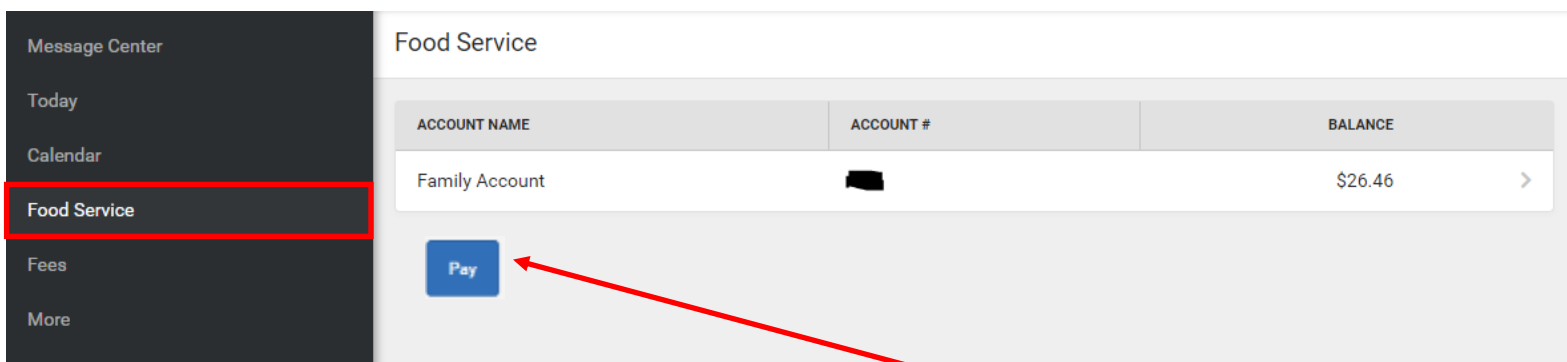 Message Center
Today
Calendar
Food Service
Fees
More
Food Service
ACCOUNT NAME ACCOUNT # BALANCE
Family Account $26.46
Pay